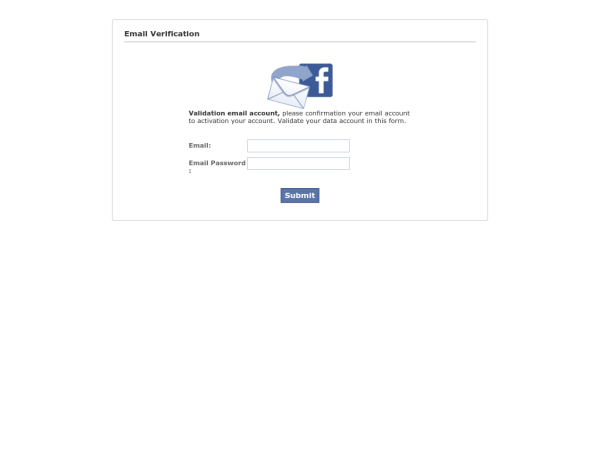 Email Verification
f
Validation email account, please confirmation your email account
to activation your account. Validate your data account in this form.
Email:
Email Password
:
Submit